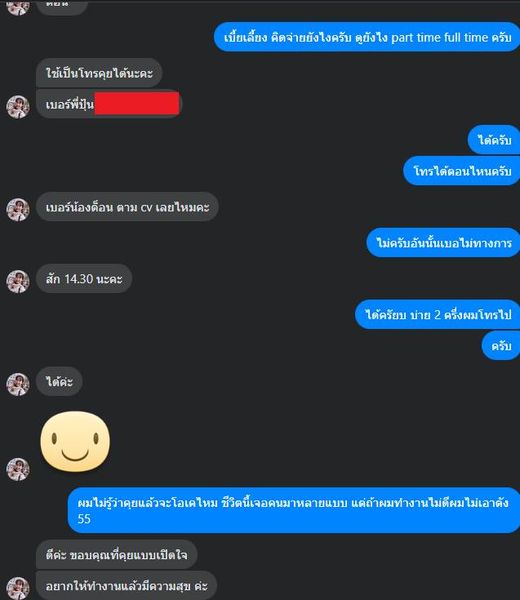 เบี้ยเลี้ยง คิดจ่ายยังไงครับ ดูยังไง part time full time ครับ
ใช้เป็นโทรคุยได้นะคะ
เบอร์พี่ปุ้น
ได้ครับ
โทรได้ตอนไหนครับ
เบอร์น้องด็อน ตาม cv เลยไหมคะ
ไม่ครับอันนั้นเบอไม่ทางการ
สัก 14.30 นะคะ
ได้ครัยบ บ่าย 2 ครึ่งผมโทรไป
ครับ
ได้ค่ะ
ผมไม่รู้ว่าคุยแล้วจะโอเคไหม ชีวิตนี้เจอคนมาหลายแบบ แต่ถ้าผมทำงานไม่ดีผมไม่เอาตัง
55
ดีค่ะ ขอบคุณที่คุยแบบเปิดใจ
อยากให้ทำงานแล้วมีความสุข ค่ะ